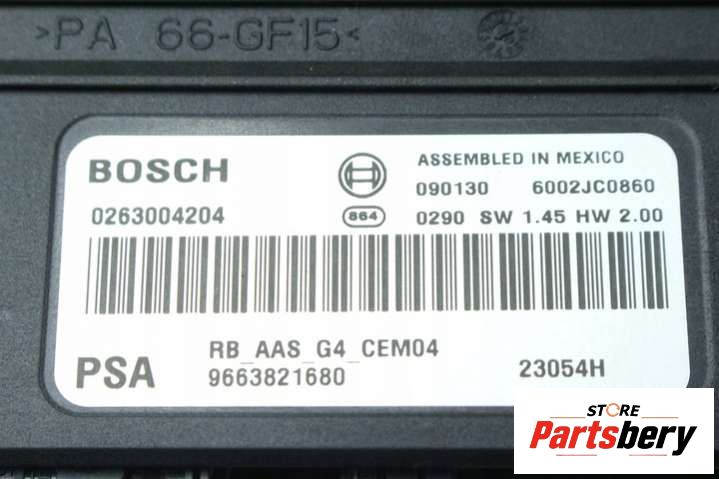 >PA 66-GF15<
BOSCH
ASSEMBLED IN MEXICO
090130 6002JC0860
0263004204
864
0290 SW 1.45 HW 2.00
RB_AAS_G4_CEM04
PSA
9663821680
23054H
STORE
Partsbery